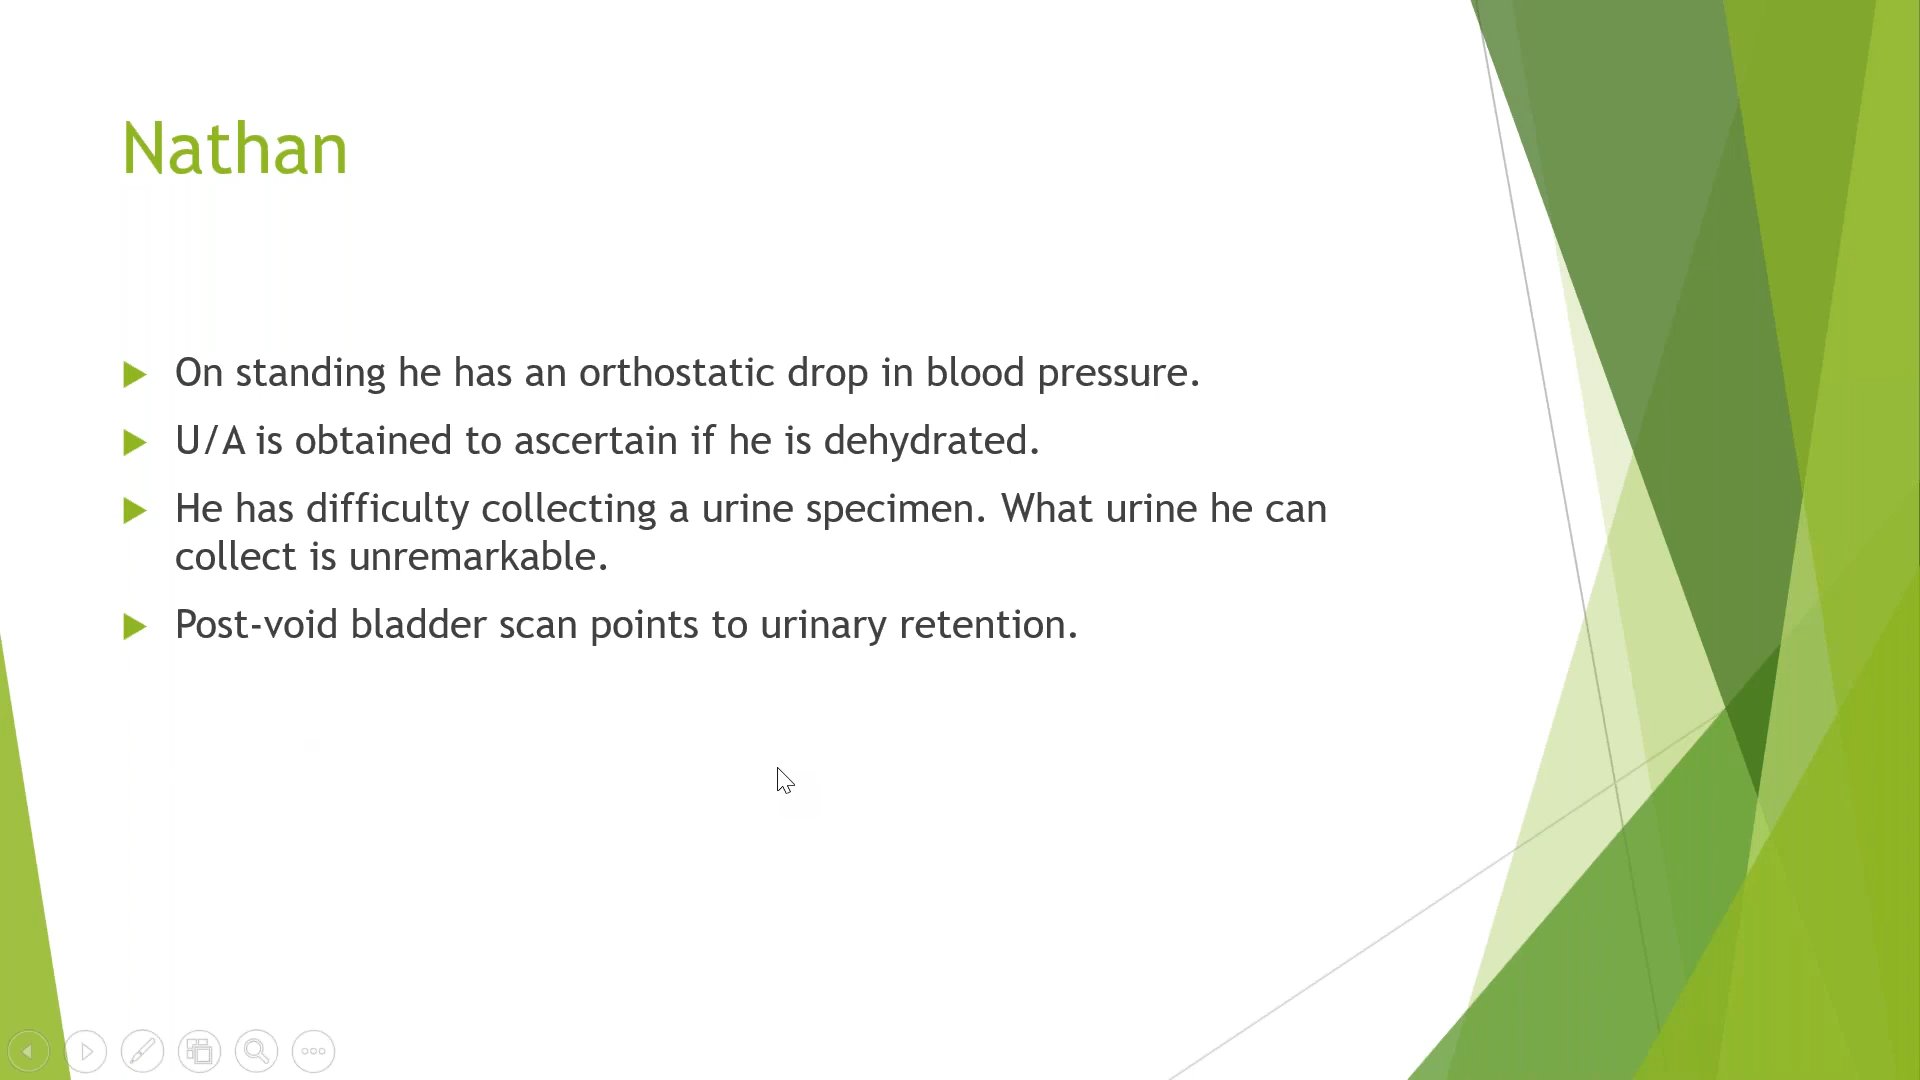 Nathan
On standing he has an orthostatic drop in blood pressure.
U/A is obtained to ascertain if he is dehydrated.
He has difficulty collecting a urine specimen. What urine he can
collect is unremarkable.
Post-void bladder scan points to urinary retention.